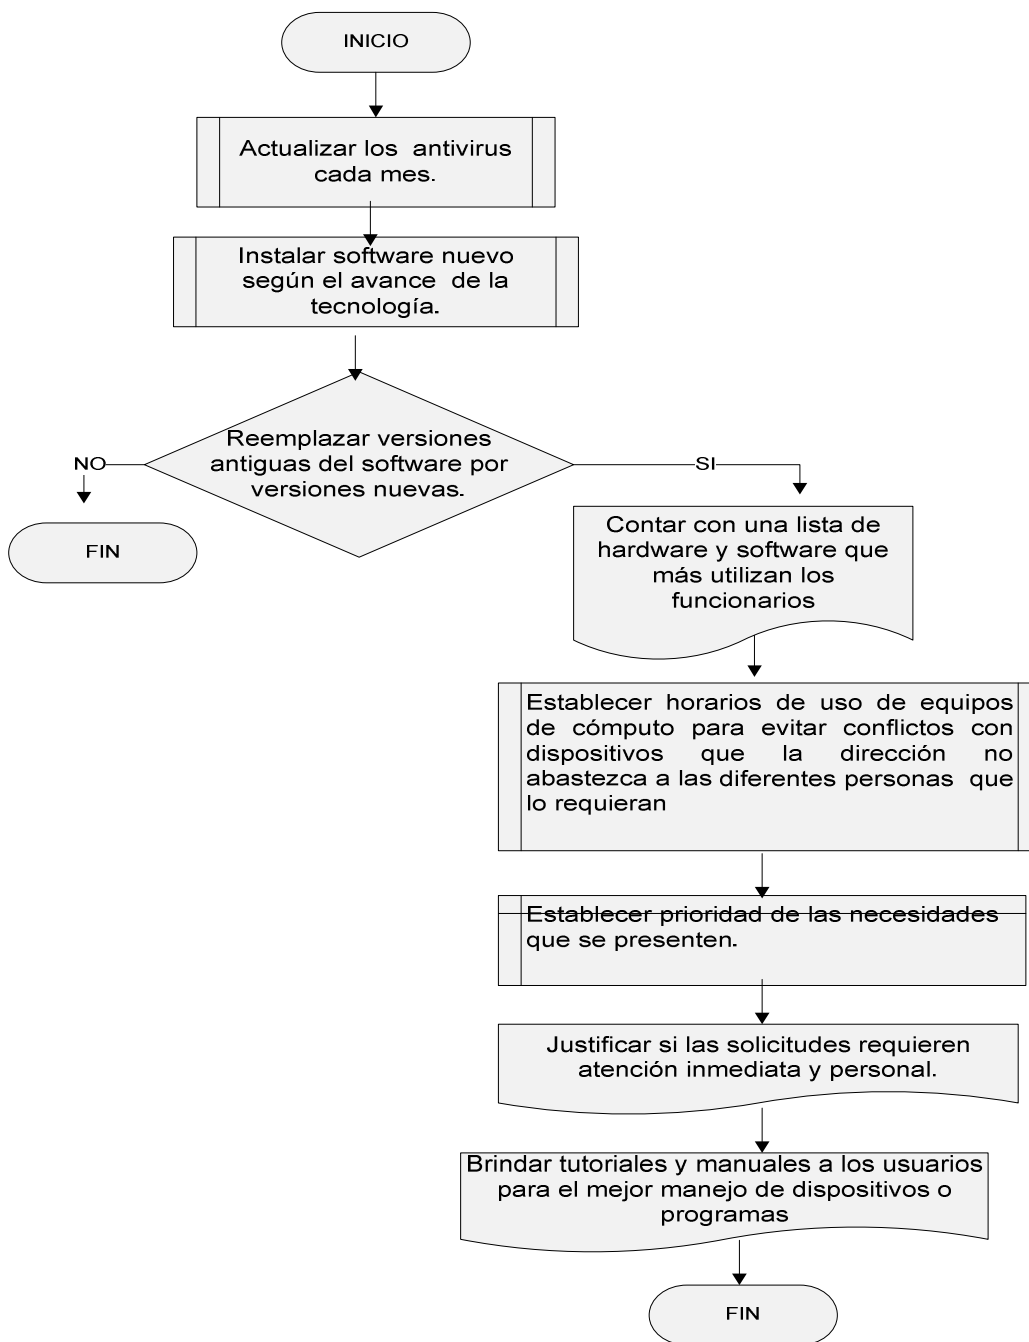 INICIO
Actualizar los antivirus
cada mes.
Instalar software nuevo
según el avance de la
tecnología.
Reemplazar versiones
antiguas del software por
versiones nuevas.
NO
SI
FIN
Contar con una lista de
hardware y software que
más utilizan los
funcionarios
Establecer horarios de uso de equipos
de cómputo para evitar conflictos con
dispositivos que la dirección no
abastezca a las diferentes personas que
lo requieran
Establecer prioridad de las necesidades
que se presenten.
Justificar si las solicitudes requieren
atención inmediata y personal.
Brindar tutoriales y manuales a los usuarios
para el mejor manejo de dispositivos o
programas
FIN